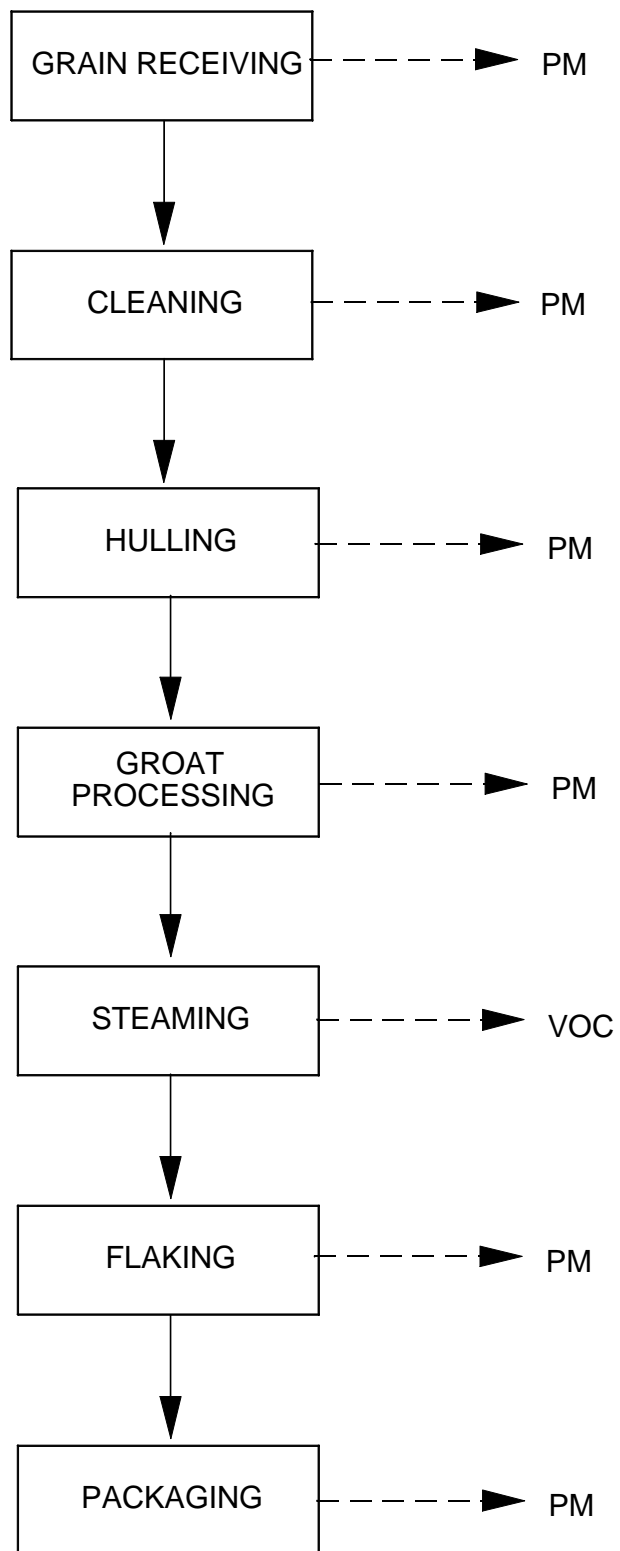 GRAIN RECEIVING
PM
CLEANING
PM
HULLING
PM
GROAT
PROCESSING
PM
STEAMING
VOC
FLAKING
PM
PACKAGING
PM